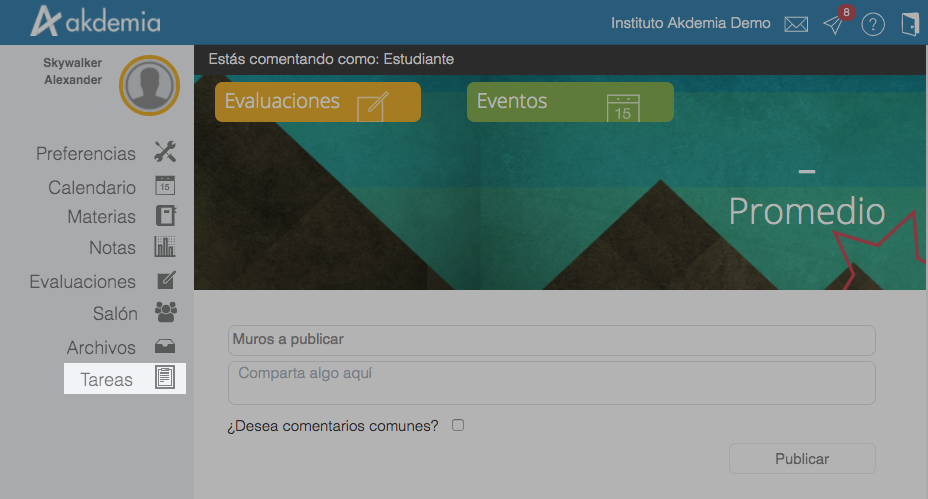 akdemia
Instituto Akdemia Demo
8
?
Skywalker
Alexander
Estás comentando como: Estudiante
Evaluaciones
Eventos
15
Preferencias
Calendario
15
Materias
Notas
Evaluaciones
Salón
Archivos
Tareas
–
Promedio
Muros a publicar
Comparta algo aquí
¿Desea comentarios comunes?
Publicar